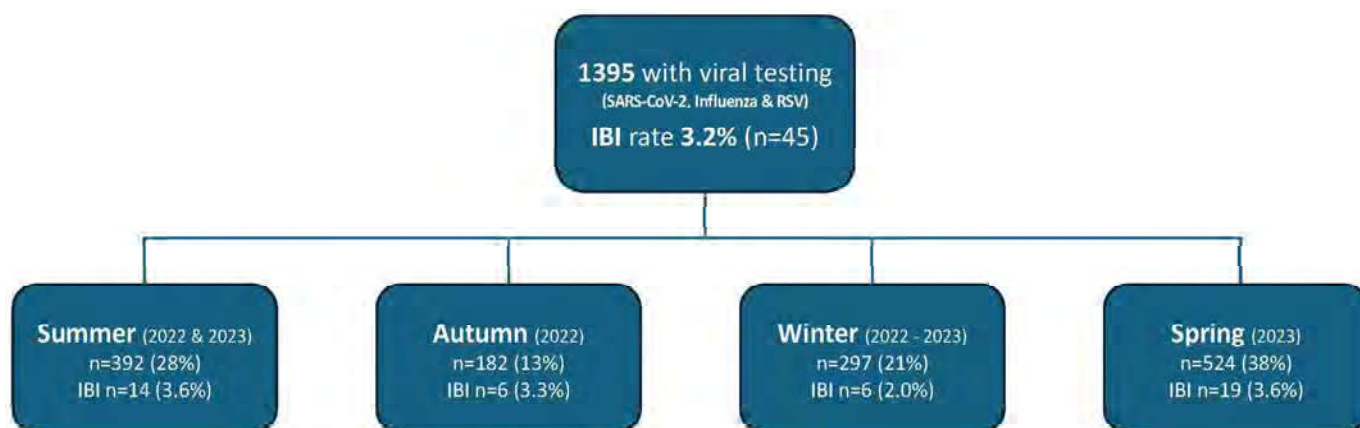 1395 with viral testing
(SARS-CoV-2, Influenza & RSV)
IBI rate 3.2% (n=45)
Summer (2022 & 2023)
n=392 (28%)
IBI n=14 (3.6%)
Autumn (2022)
n=182 (13%)
IBI n=6 (3.3%)
Winter (2022 - 2023)
n=297 (21%)
IBI n=6 (2.0%)
Spring (2023)
n=524 (38%)
IBI n=19 (3.6%)